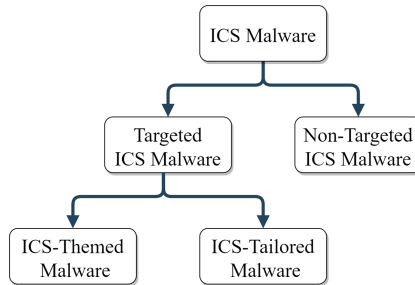 ICS Malware
Targeted
ICS Malware
Non-Targeted
ICS Malware
ICS-Themed
Malware
ICS-Tailored
Malware